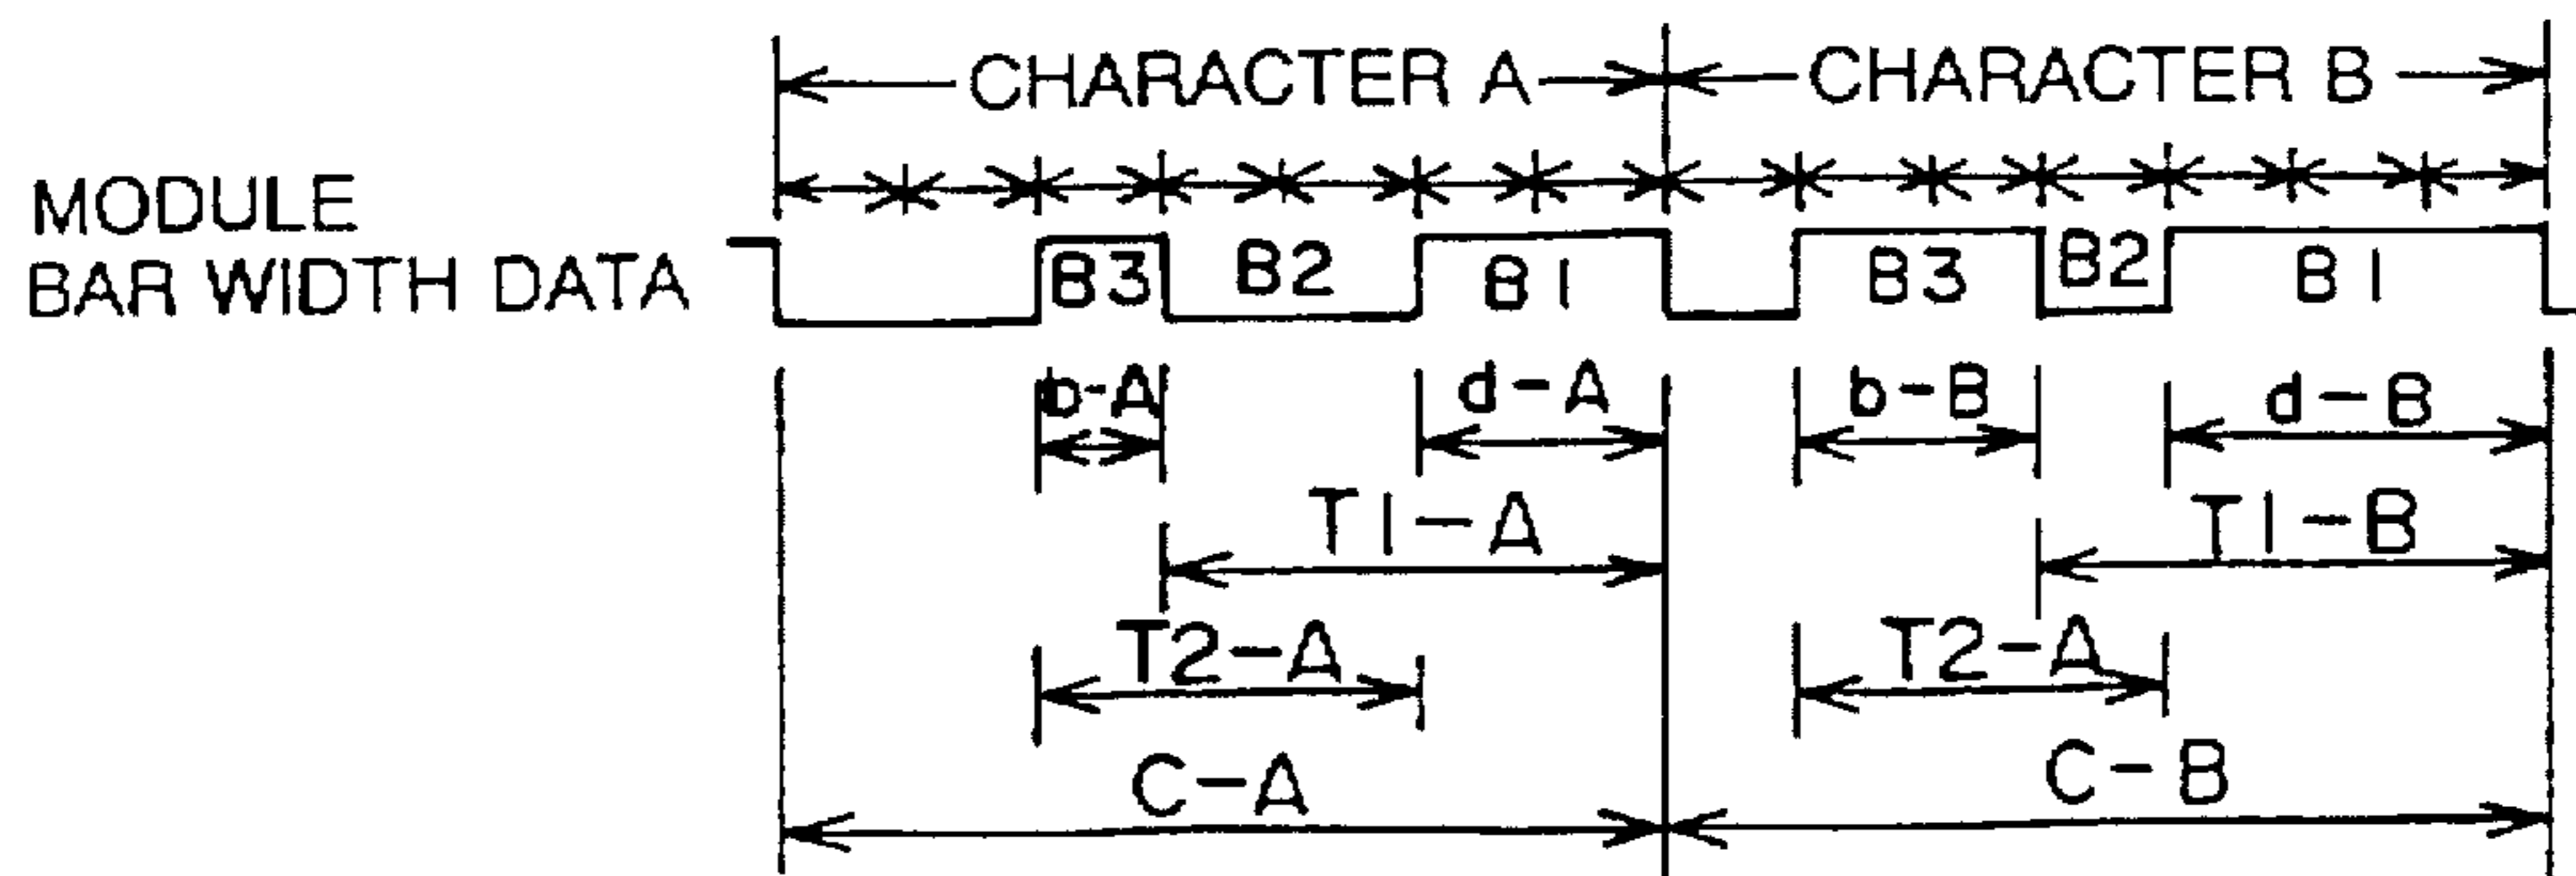 CHARACTER A CHARACTER B
MODULE
BAR WIDTH DATA B3 B2 B1 B3 B2 B1
b-A d-A b-B d-B
T1-A T1-B
T2-A T2-A
C-A C-B